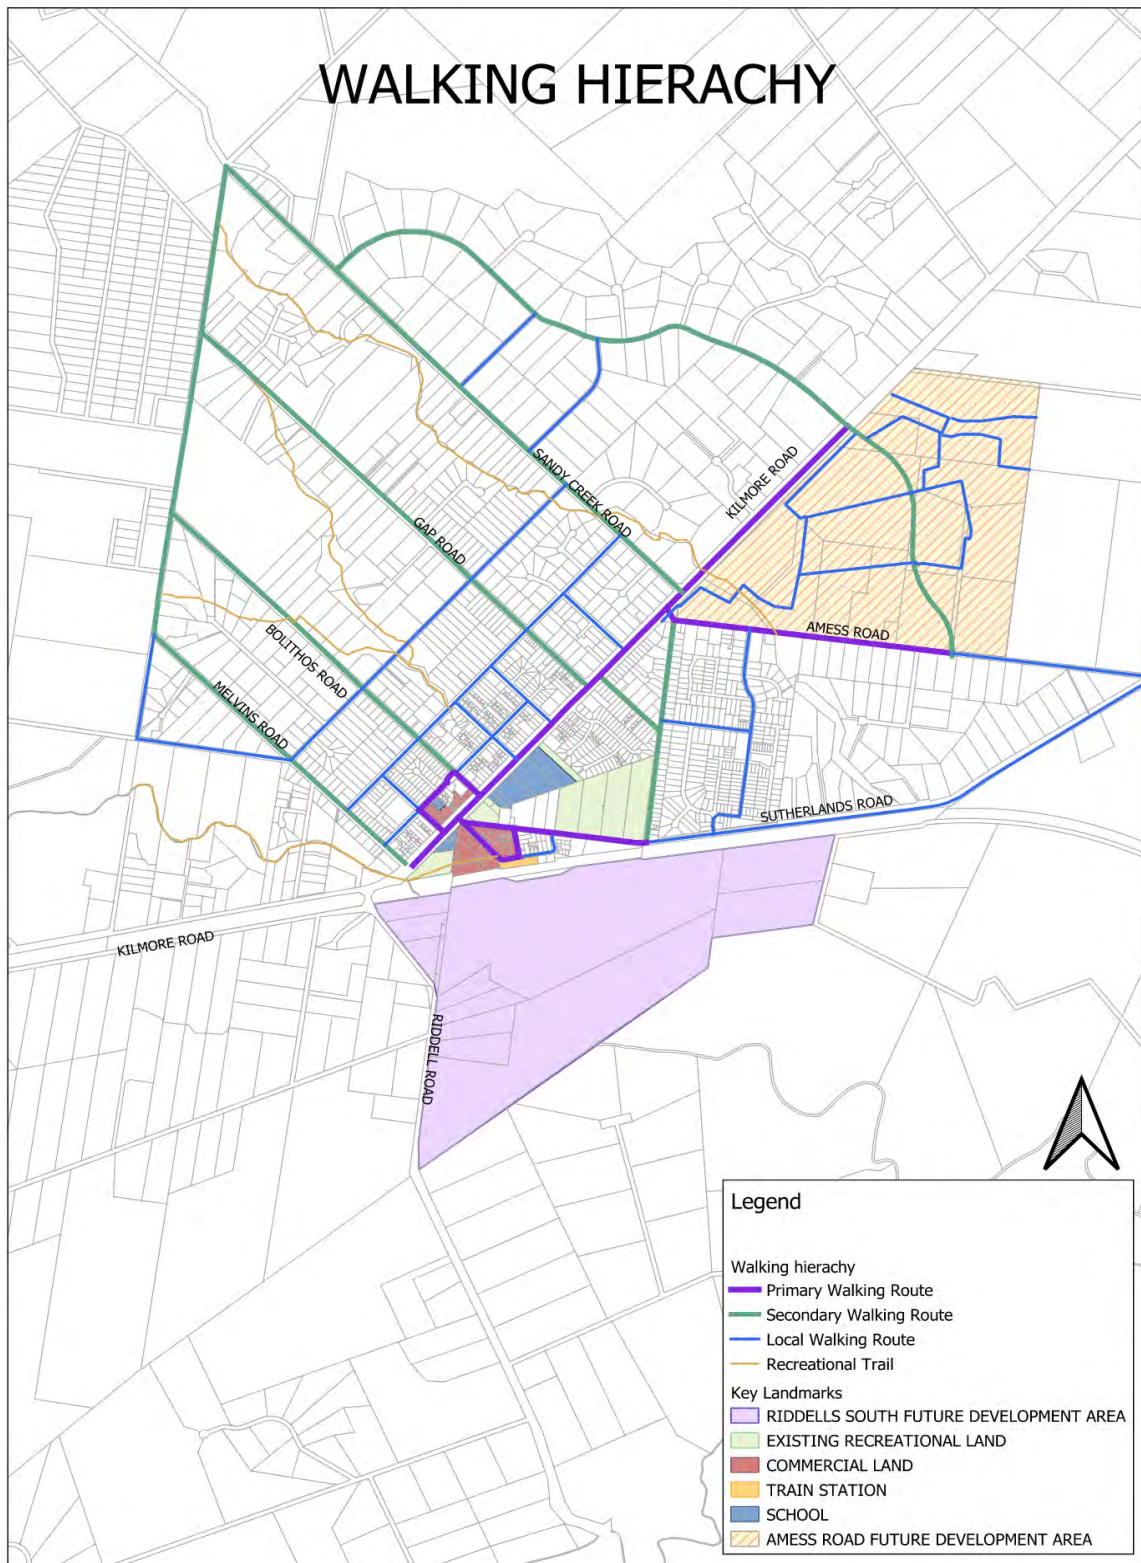 WALKING HIERACHY
SANDY CREEK ROAD
KILMORE ROAD
GAP ROAD
AMESS ROAD
BOLITHOS ROAD
MELVINS ROAD
SUTHERLANDS ROAD
KILMORE ROAD
RIDDELL ROAD
Legend
Walking hierachy
Primary Walking Route
Secondary Walking Route
Local Walking Route
Recreational Trail
Key Landmarks
RIDDELLS SOUTH FUTURE DEVELOPMENT AREA
EXISTING RECREATIONAL LAND
COMMERCIAL LAND
TRAIN STATION
SCHOOL
AMESS ROAD FUTURE DEVELOPMENT AREA